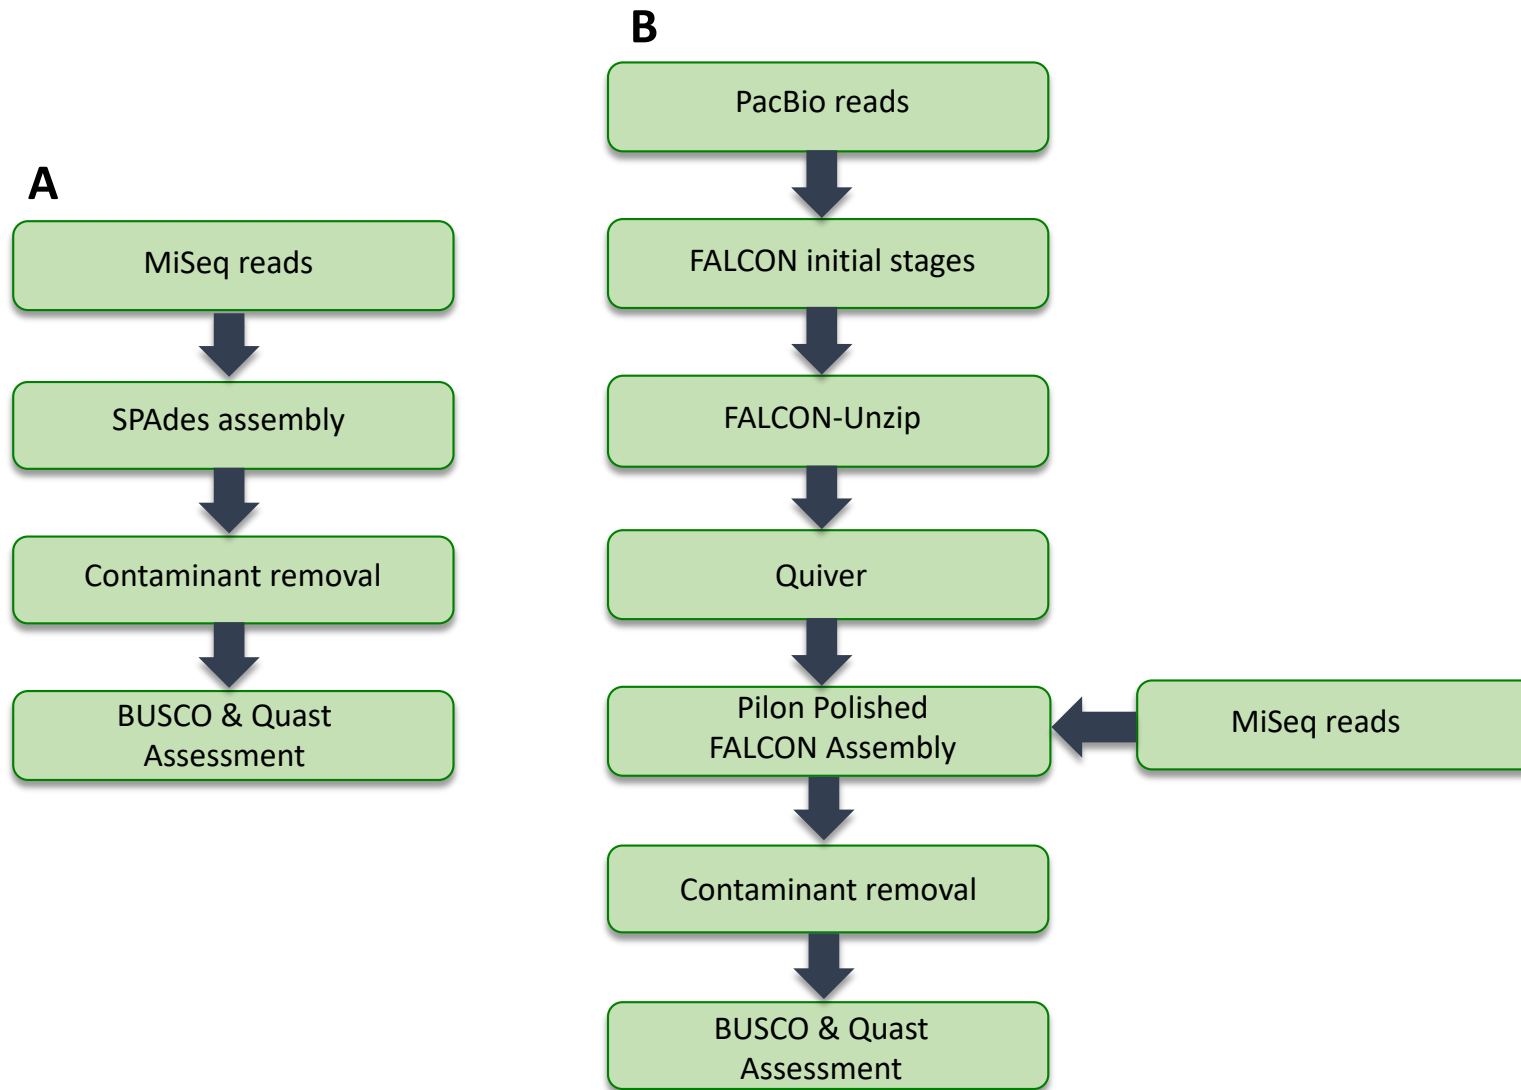 A
MiSeq reads
SPAdes assembly
Contaminant removal
BUSCO & Quast
Assessment
B
PacBio reads
FALCON initial stages
FALCON-Unzip
Quiver
Pilon Polished
FALCON Assembly
MiSeq reads
Contaminant removal
BUSCO & Quast
Assessment